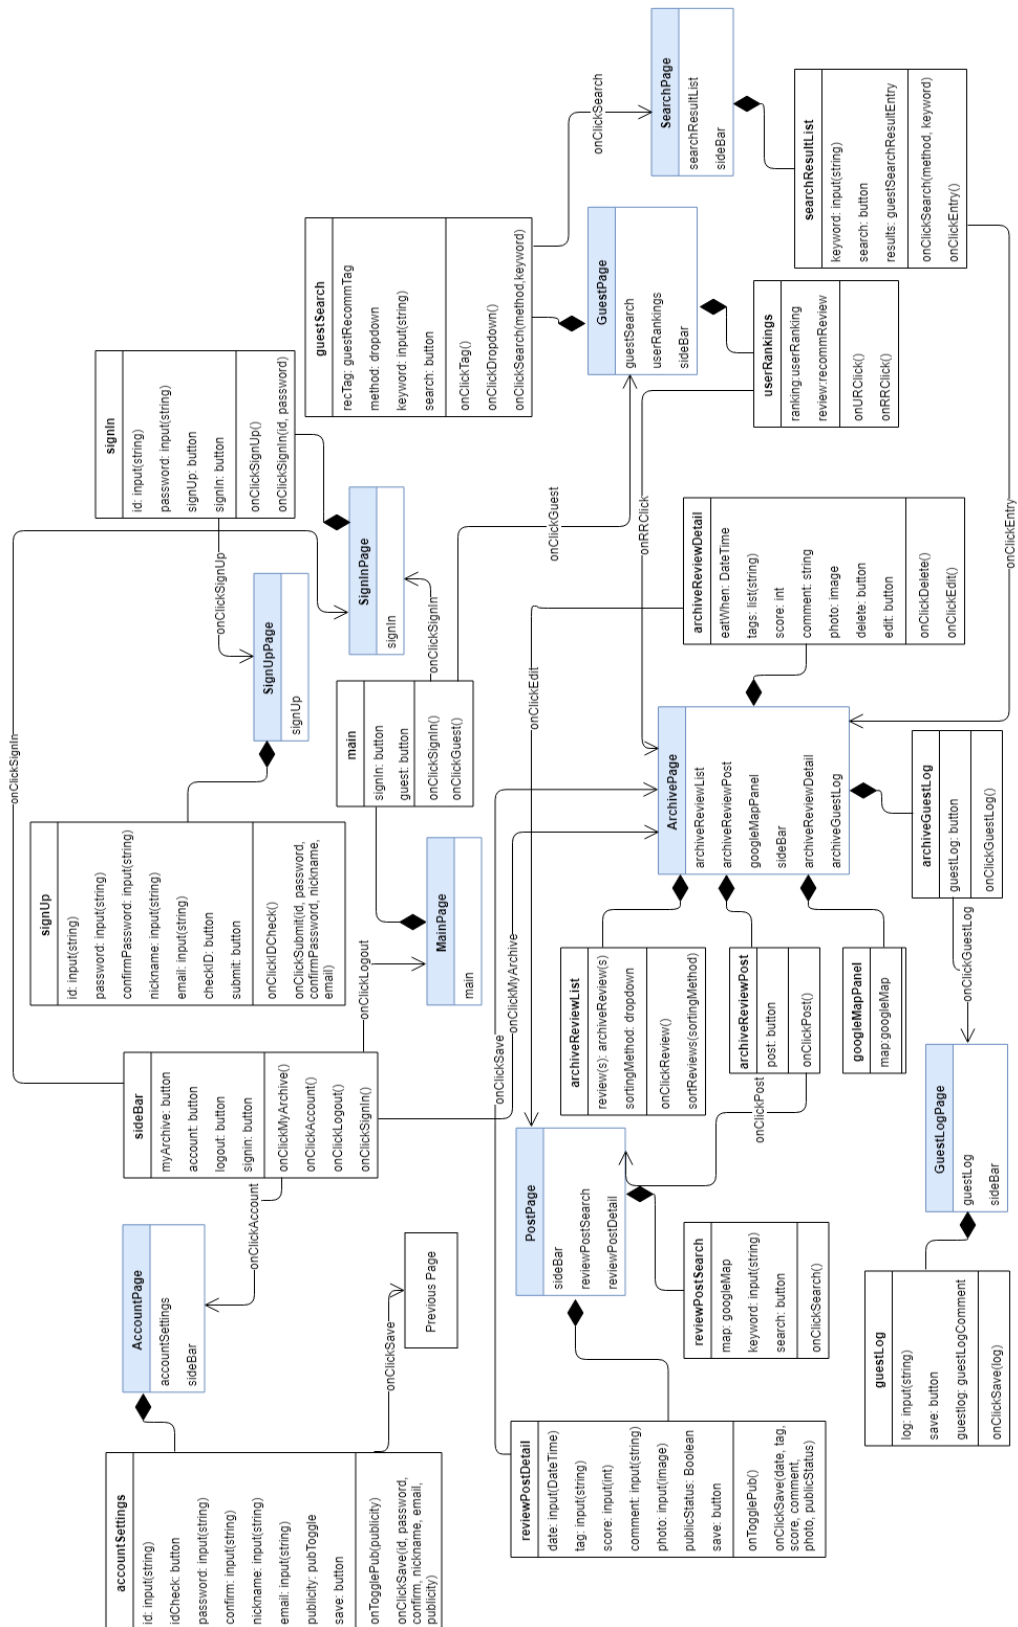 accountSettings
id: input(string)
idCheck: button
password: input(string)
confirm: input(string)
nickname: input(string)
email: input(string)
publicity: pubToggle
save: button
onTogglePub(publicity)
onClickSave(id, password,
confirm, nickname, email,
publicity)
AccountPage
accountSettings
sideBar
onClickAccount
onClickSave
Previous Page
sideBar
myArchive: button
account: button
logout: button
signin: button
onClickMyArchive()
onClickAccount()
onClickLogout()
onClickSignIn()
onClickSignIn
onClickLogout
onClickMyArchive
onClickSave
signUp
id: input(string)
password: input(string)
confirmPassword: input(string)
nickname: input(string)
email: input(string)
checkID: button
submit: button
onClickIDCheck()
onClickSubmit(id, password,
confirmPassword, nickname,
email)
SignUpPage
signUp
onClickSignUp
signIn
id: input(string)
password: input(string)
signUp: button
signIn: button
onClickSignUp()
onClickSignIn(id, password)
SignInPage
signIn
onClickSignIn
main
signIn: button
guest: button
onClickSignIn()
onClickGuest()
MainPage
main
onClickGuest
guestSearch
recTag: guestRecommTag
method: dropdown
keyword: input(string)
search: button
onClickTag()
onClickDropdown()
onClickSearch(method,keyword)
onClickSearch
GuestPage
guestSearch
userRankings
sideBar
SearchPage
searchResultList
sideBar
searchResultList
keyword: input(string)
search: button
results: guestSearchResultEntry
onClickSearch(method, keyword)
onClickEntry()
onClickEntry
userRankings
ranking:userRanking
review:recommReview
onURClick()
onRRClick()
onRRClick
archiveReviewDetail
eatWhen: DateTime
tags: list(string)
score: int
comment: string
photo: image
delete: button
edit: button
onClickDelete()
onClickEdit()
onClickEdit
ArchivePage
archiveReviewList
archiveReviewPost
googleMapPanel
sideBar
archiveReviewDetail
archiveGuestLog
archiveReviewList
review(s): archiveReview(s)
sortingMethod: dropdown
onClickReview()
sortReviews(sortingMethod)
archiveReviewPost
post: button
onClickPost()
onClickPost
googleMapPanel
map:googleMap
archiveGuestLog
guestLog: button
onClickGuestLog()
onClickGuestLog
PostPage
sideBar
reviewPostSearch
reviewPostDetail
reviewPostSearch
map: googleMap
keyword: input(string)
search: button
onClickSearch()
reviewPostDetail
date: input(DateTime)
tag: input(string)
score: input(int)
comment: input(string)
photo: input(image)
publicStatus: Boolean
save: button
onTogglePub()
onClickSave(date, tag,
score, comment,
photo, publicStatus)
GuestLogPage
guestLog
sideBar
guestLog
log: input(string)
save: button
guestlog: guestLogComment
onClickSave(log)